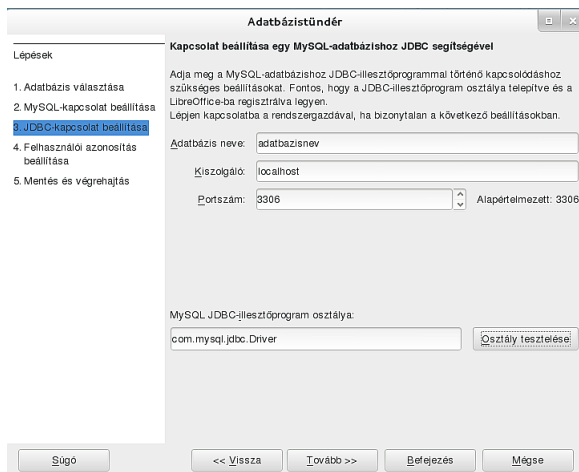 Adatbázistündér
Lépések
1. Adatbázis választása
2. MySQL-kapcsolat beállítása
3. JDBC-kapcsolat beállítása
4. Felhasználói azonosítás
beállítása
5. Mentés és végrehajtás
Kapcsolat beállítása egy MySQL-adatbázishoz JDBC segítségével
Adja meg a MySQL-adatbázishoz JDBC-illesztőprogrammal történő kapcsolódáshoz
szükséges beállításokat. Fontos, hogy a JDBC-illesztőprogram osztálya telepítve és a
LibreOffice-ba regisztrálva legyen.
Lépjen kapcsolatba a rendszergazdával, ha bizonytalan a következő beállításokban.
Adatbázis neve: adatbazisnev
Kiszolgáló: localhost
Portszám: 3306 Alapértelmezett: 3306
MySQL JDBC-illesztőprogram osztálya:
com.mysql.jdbc.Driver Osztály tesztelése
Súgó << Vissza Tovább >> Befejezés Mégse